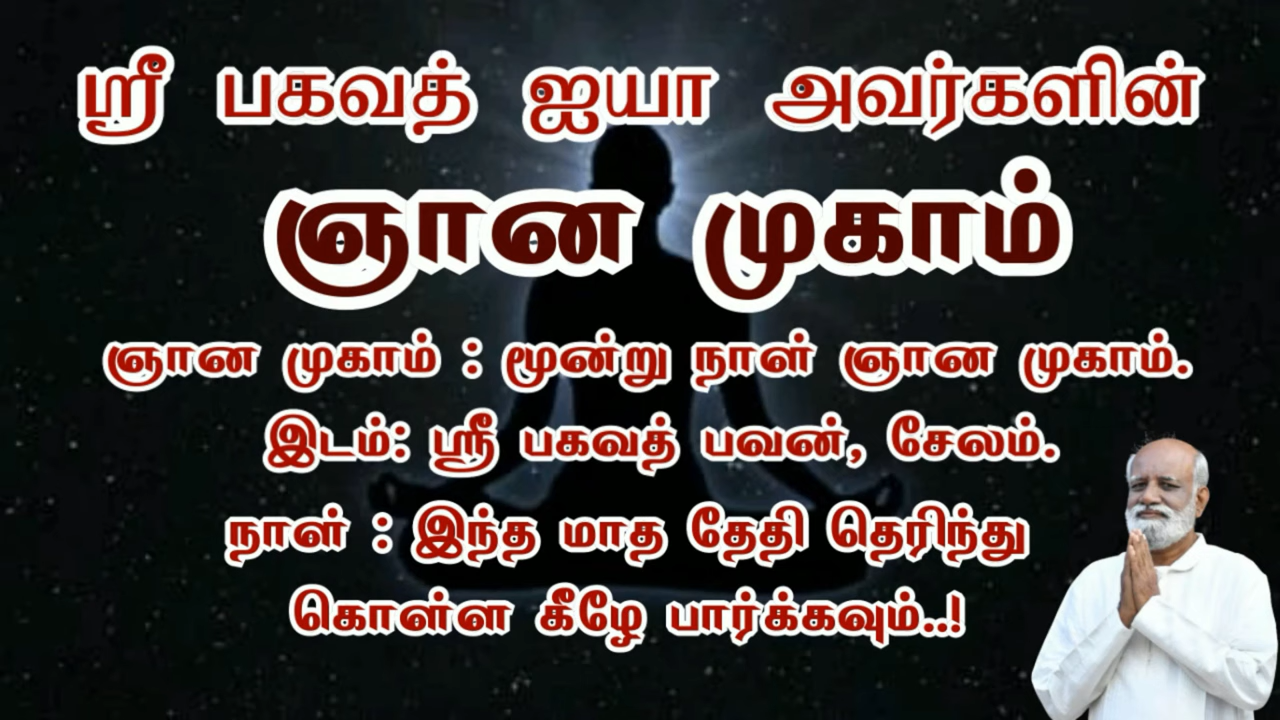 ஸ்ரீ பகவத் ஐயா அவர்களின்
ஞான முகாம்
ஞான முகாம் : மூன்று நாள் ஞான முகாம்.
இடம்: ஸ்ரீ பகவத் பவன், சேலம்.
நாள் : இந்த மாத தேதி தெரிந்து
கொள்ள கீழே பார்க்கவும்..!